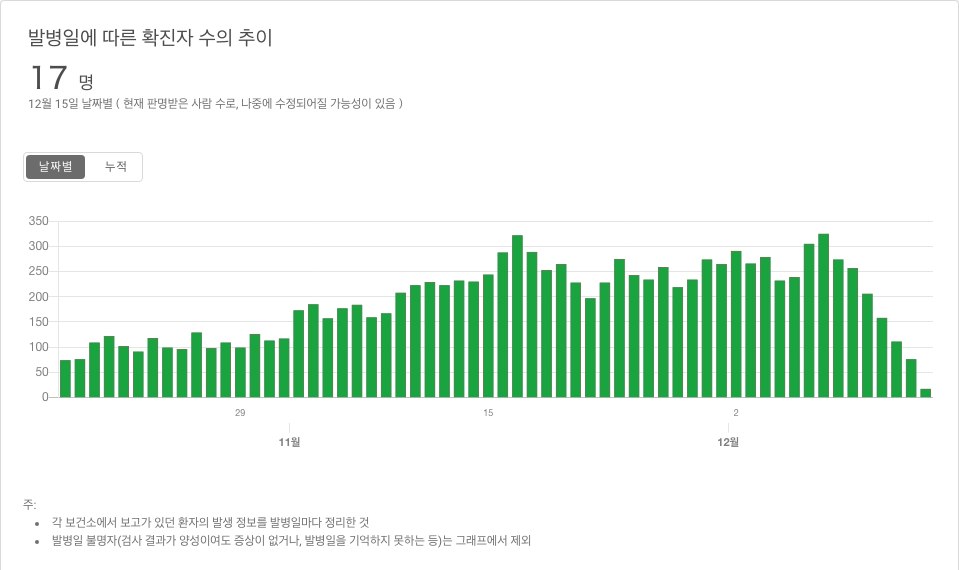 발병일에 따른 확진자 수의 추이
17 명
12월 15일 날짜별 ( 현재 판명받은 사람 수로, 나중에 수정되어질 가능성이 있음 )
날짜별 누적
350
300
250
200
150
100
50
0
29 15 2
11월 12월
주:
• 각 보건소에서 보고가 있던 환자의 발생 정보를 발병일마다 정리한 것
• 발병일 불명자(검사 결과가 양성이여도 증상이 없거나, 발병일을 기억하지 못하는 등)는 그래프에서 제외